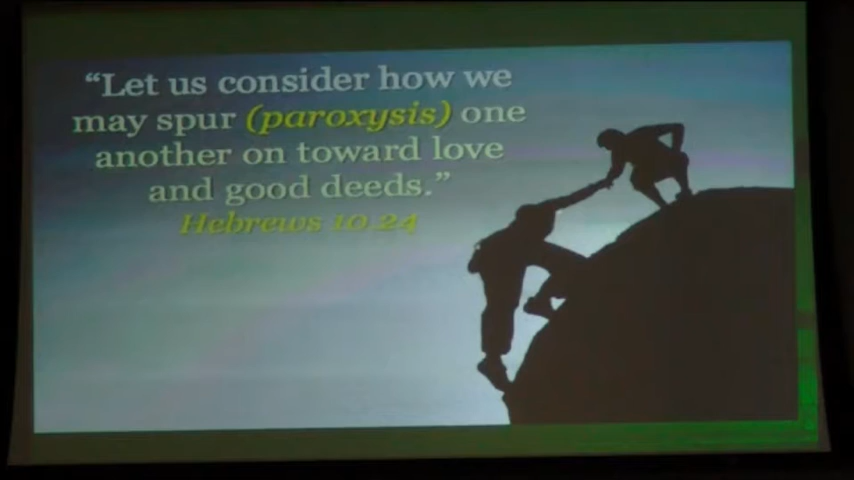 “Let us consider how we
may spur (paroxysis) one
another on toward love
and good deeds.”
Hebrews 10.24